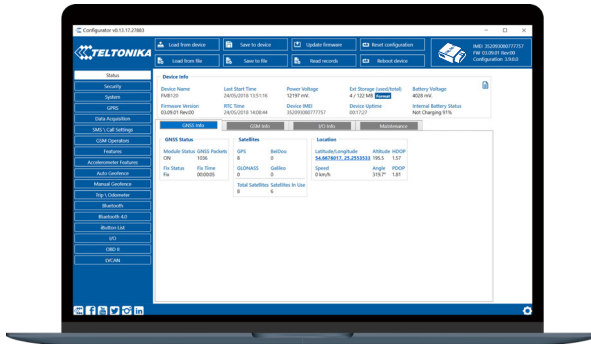 Configurator v0.13.17.27883
TELTONIKA
Load from device
Save to device
Update firmware
Reset configuration
Load from file
Save to file
Read records
Reboot device
IMEI 352093080777757
FW 03.09.01 Rev:00
Configuration 3.9.0.0
Status
Security
System
GPRS
Data Acquisition
SMS \ Call Settings
GSM Operators
Features
Accelerometer Features
Auto Geofence
Manual Geofence
Trip \ Odometer
Bluetooth
Bluetooth 4.0
iButton List
I/O
OBD II
LVCAN
Device Info
Device Name
FMB120
Last Start Time
24/05/2018 13:51:16
Power Voltage
12197 mV.
Ext Storage (used/total)
4 / 122 MB Format
Battery Voltage
4028 mV.
Firmware Version
03.09.01 Rev:00
RTC Time
24/05/2018 14:08:44
Device IMEI
352093080777757
Device Uptime
00:17:27
Internal Battery Status
Not Charging 91%
GNSS Info
GSM Info
I/O Info
Maintenance
GNSS Status
Module Status
ON
GNSS Packets
1036
Fix Status
Fix
Fix Time
00:00:05
Satellites
GPS
8
BeiDou
0
GLONASS
0
Galileo
0
Total Satellites
8
Satellites in Use
6
Location
Latitude/Longitude
54.6676017, 25.2553533
Altitude
195.5
HDOP
1.57
Speed
0 km/h
Angle
319.7°
PDOP
1.81